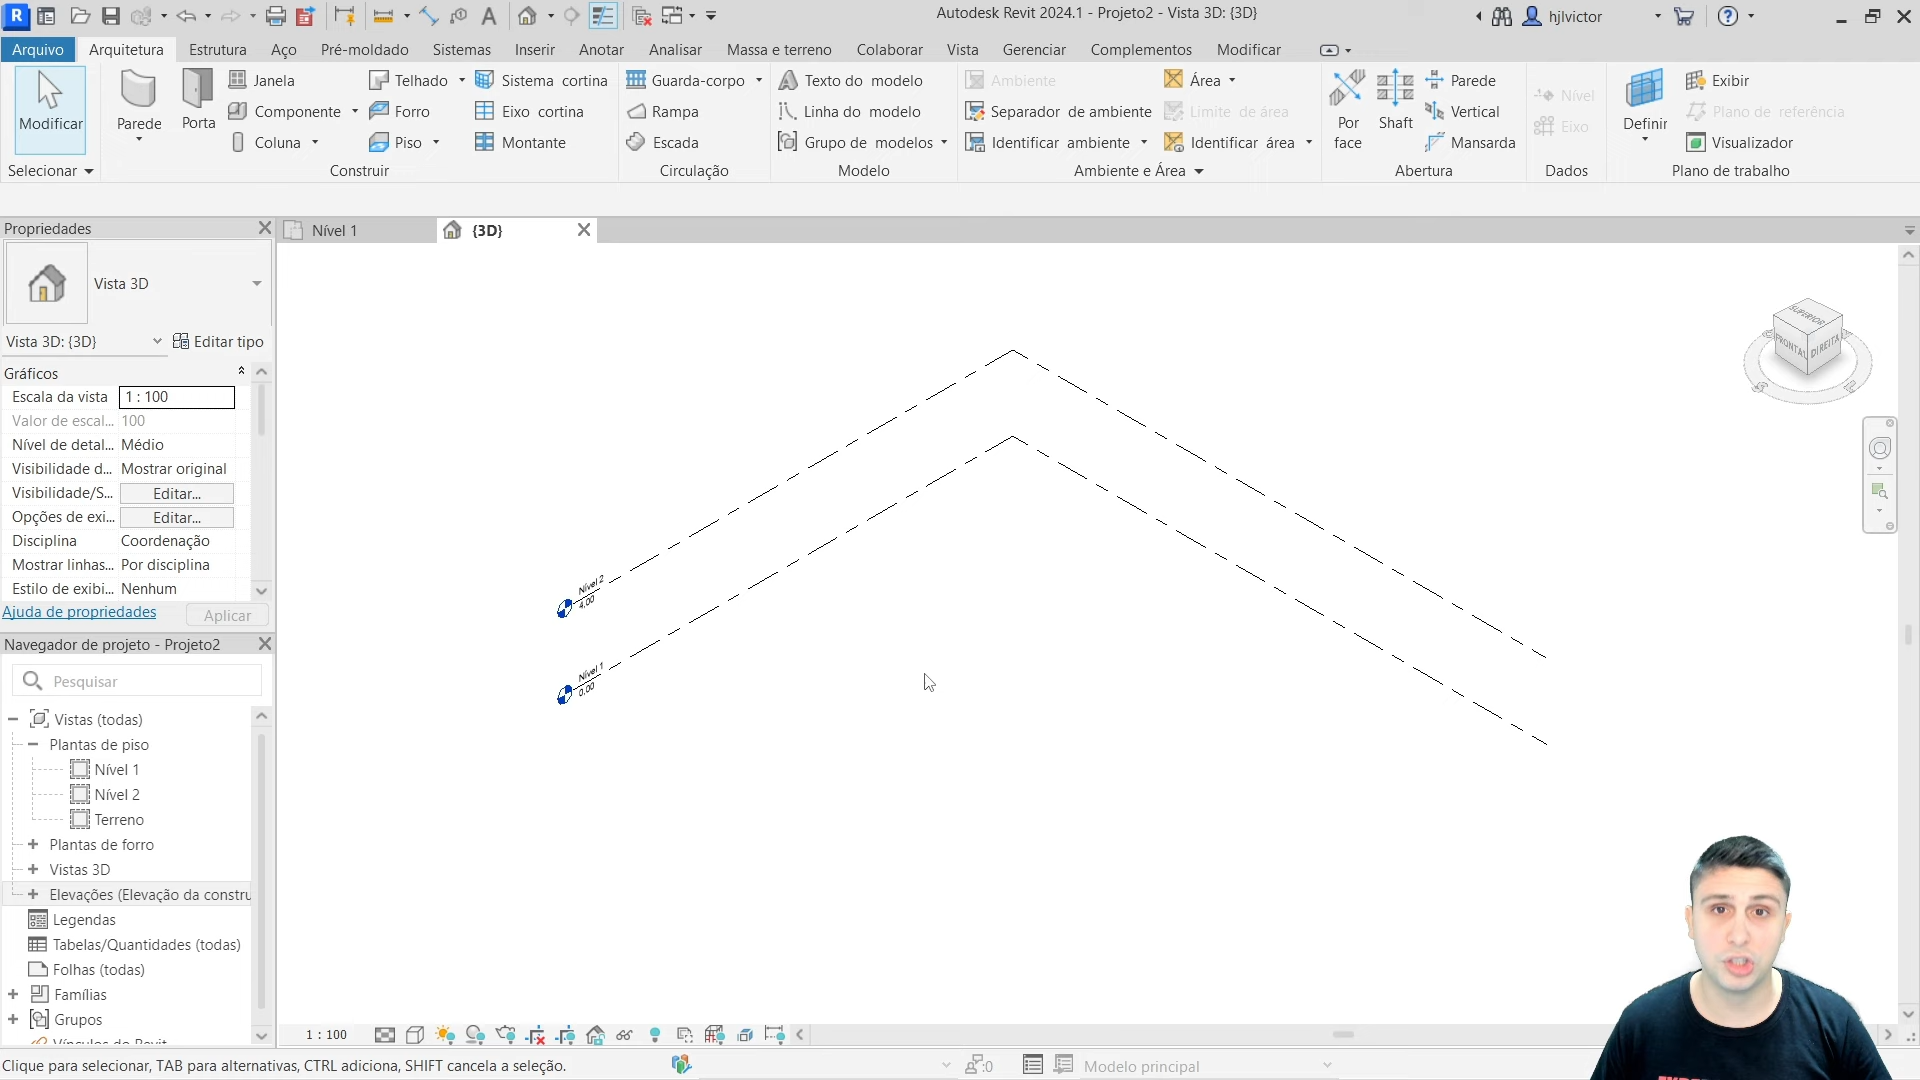 Autodesk Revit 2024.1 - Projeto2 - Vista 3D: {3D}
hjlvictor
Arquivo Arquitetura Estrutura Aço Pré-moldado Sistemas Inserir Anotar Analisar Massa e terreno Colaborar Vista Gerenciar Complementos Modificar
Modificar
Selecionar
Parede
Porta
Janela
Componente
Coluna
Telhado
Forro
Piso
Sistema cortina
Eixo cortina
Montante
Construir
Guarda-corpo
Rampa
Escada
Circulação
Texto do modelo
Linha do modelo
Grupo de modelos
Modelo
Ambiente
Separador de ambiente
Identificar ambiente
Área
Limite de área
Identificar área
Ambiente e Área
Por face
Shaft
Parede
Vertical
Mansarda
Abertura
Nível
Eixo
Dados
Definir
Exibir
Plano de referência
Visualizador
Plano de trabalho
Propriedades
Nível 1
{3D}
Vista 3D
Vista 3D: {3D}
Editar tipo
Gráficos
Escala da vista 1 : 100
Valor de escal... 100
Nível de detal... Médio
Visibilidade d... Mostrar original
Visibilidade/S... Editar...
Opções de exi... Editar...
Disciplina Coordenação
Mostrar linhas... Por disciplina
Estilo de exibi... Nenhum
Ajuda de propriedades
Aplicar
Navegador de projeto - Projeto2
Pesquisar
Vistas (todas)
Plantas de piso
Nível 1
Nível 2
Terreno
Plantas de forro
Vistas 3D
Elevações (Elevação da constru
Legendas
Tabelas/Quantidades (todas)
Folhas (todas)
Famílias
Grupos
Vínculos do Revit
Nível 2
4,00
Nível 1
0,00
SUPERIOR
FRONTAL
DIREITA
S
L
1 : 100
Clique para selecionar, TAB para alternativas, CTRL adiciona, SHIFT cancela a seleção.
:0
Modelo principal